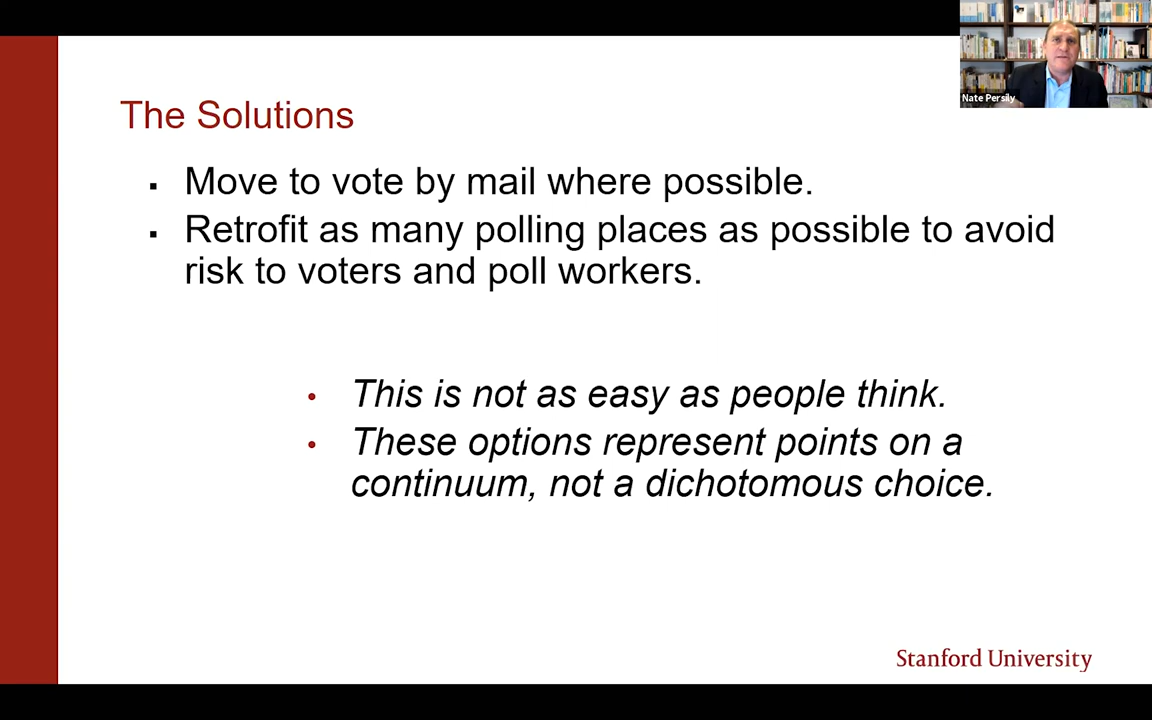 Nate Persily
The Solutions
▪ Move to vote by mail where possible.
▪ Retrofit as many polling places as possible to avoid
risk to voters and poll workers.
• This is not as easy as people think.
• These options represent points on a
continuum, not a dichotomous choice.
Stanford University